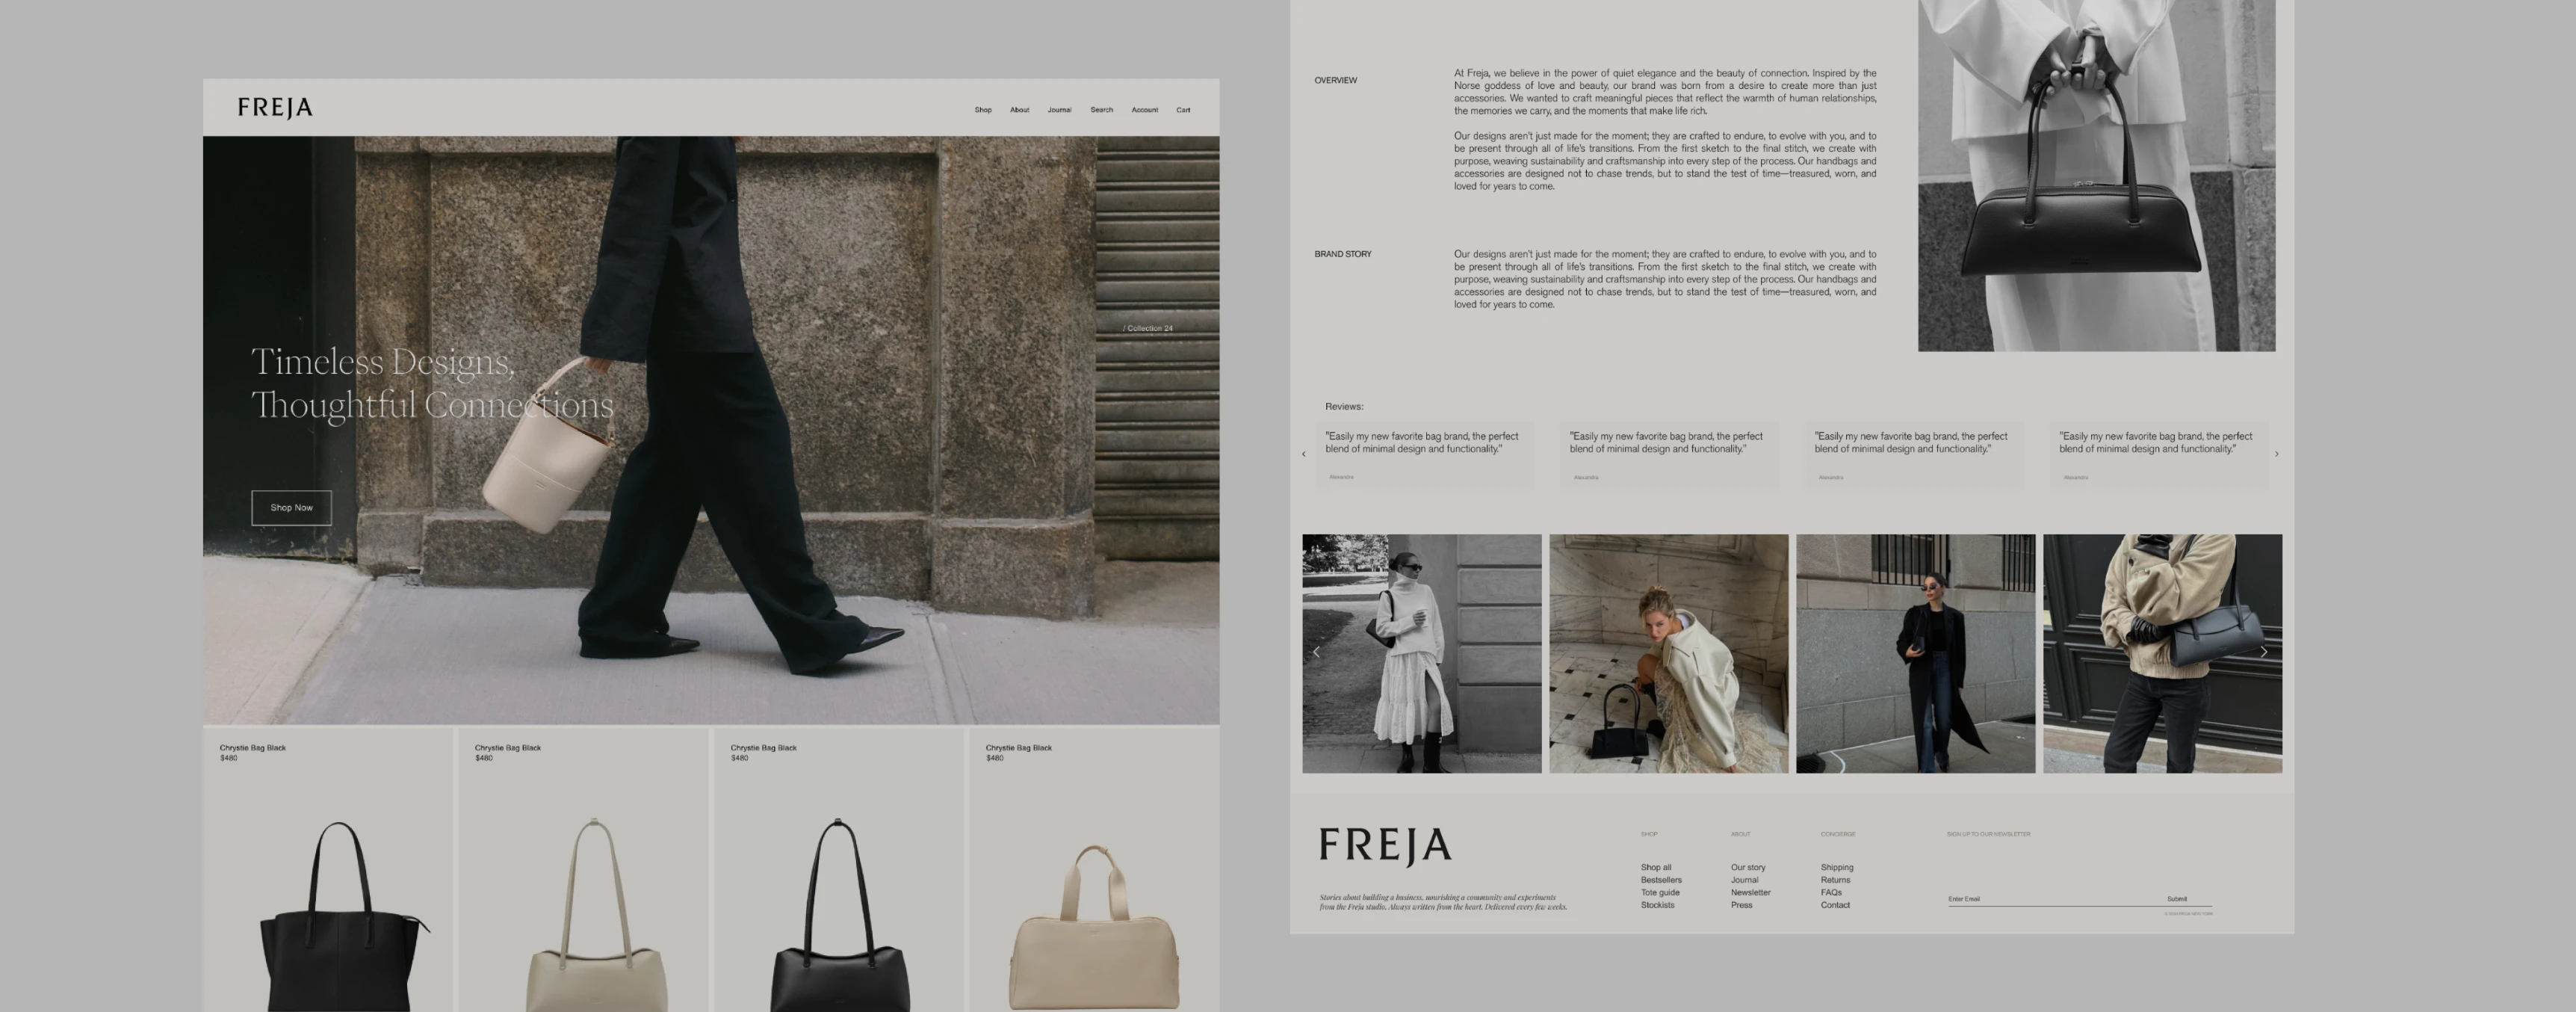 FREJA
Shop About Journal Search Account Cart
/ Collection 24
Timeless Designs,
Thoughtful Connections
Shop Now
Chrystie Bag Black
$480
Chrystie Bag Black
$480
Chrystie Bag Black
$480
Chrystie Bag Black
$480
OVERVIEW
At Freja, we believe in the power of quiet elegance and the beauty of connection. Inspired by the
Norse goddess of love and beauty, our brand was born from a desire to create more than just
accessories. We wanted to craft meaningful pieces that reflect the warmth of human relationships,
the memories we carry, and the moments that make life rich.
Our designs aren't just made for the moment; they are crafted to endure, to evolve with you, and to
be present through all of life's transitions. From the first sketch to the final stitch, we create with
purpose, weaving sustainability and craftsmanship into every step of the process. Our handbags and
accessories are designed not to chase trends, but to stand the test of time—treasured, worn, and
loved for years to come.
BRAND STORY
Our designs aren't just made for the moment; they are crafted to endure, to evolve with you, and to
be present through all of life's transitions. From the first sketch to the final stitch, we create with
purpose, weaving sustainability and craftsmanship into every step of the process. Our handbags and
accessories are designed not to chase trends, but to stand the test of time—treasured, worn, and
loved for years to come.
Reviews:
"Easily my new favorite bag brand, the perfect
blend of minimal design and functionality."
Alexandra
"Easily my new favorite bag brand, the perfect
blend of minimal design and functionality."
Alexandra
"Easily my new favorite bag brand, the perfect
blend of minimal design and functionality."
Alexandra
"Easily my new favorite bag brand, the perfect
blend of minimal design and functionality."
Alexandra
FREJA
Stories about building a business, nourishing a community and experiments
from the Freja studio. Always written from the heart. Delivered every few weeks.
SHOP
Shop all
Bestsellers
Tote guide
Stockists
ABOUT
Our story
Journal
Newsletter
Press
CONCIERGE
Shipping
Returns
FAQs
Contact
SIGN UP TO OUR NEWSLETTER
Enter Email
Submit